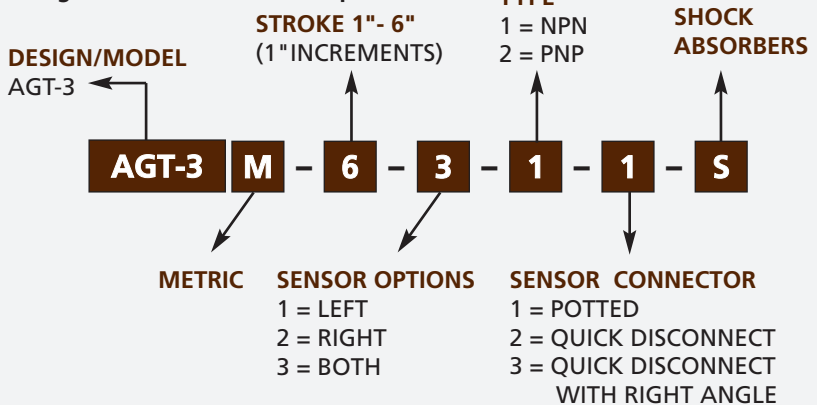 STROKE 1"- 6"
(1"INCREMENTS)
1 = NPN
2 = PNP
SHOCK
ABSORBERS
DESIGN/MODEL
AGT-3
AGT-3 M – 6 – 3 – 1 – 1 – S
METRIC
SENSOR OPTIONS
1 = LEFT
2 = RIGHT
3 = BOTH
SENSOR CONNECTOR
1 = POTTED
2 = QUICK DISCONNECT
3 = QUICK DISCONNECT
WITH RIGHT ANGLE